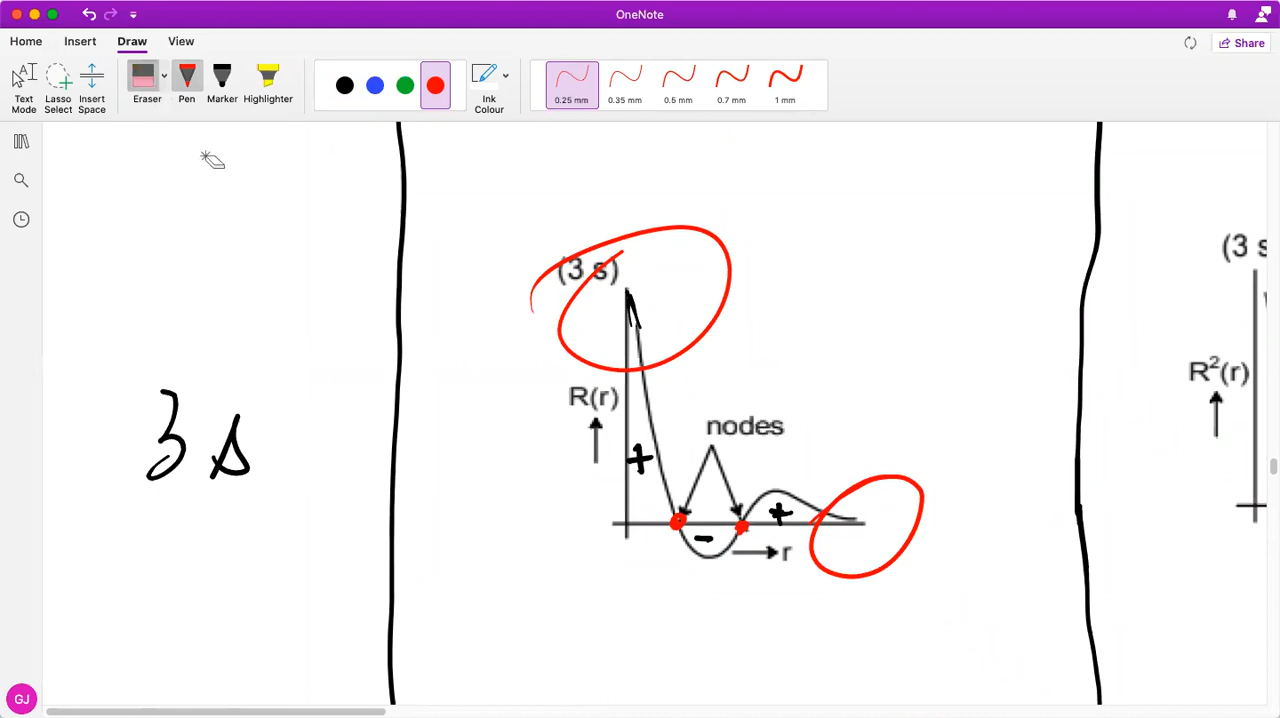 OneNote
Home Insert Draw View
Share
Text Mode
Lasso Select
Insert Space
Eraser
Pen
Marker
Highlighter
Ink Colour
0.25 mm
0.35 mm
0.5 mm
0.7 mm
1 mm
(3 s)
R(r)
nodes
+
-
+
r
3 s
(3 s
R²(r)
GJ